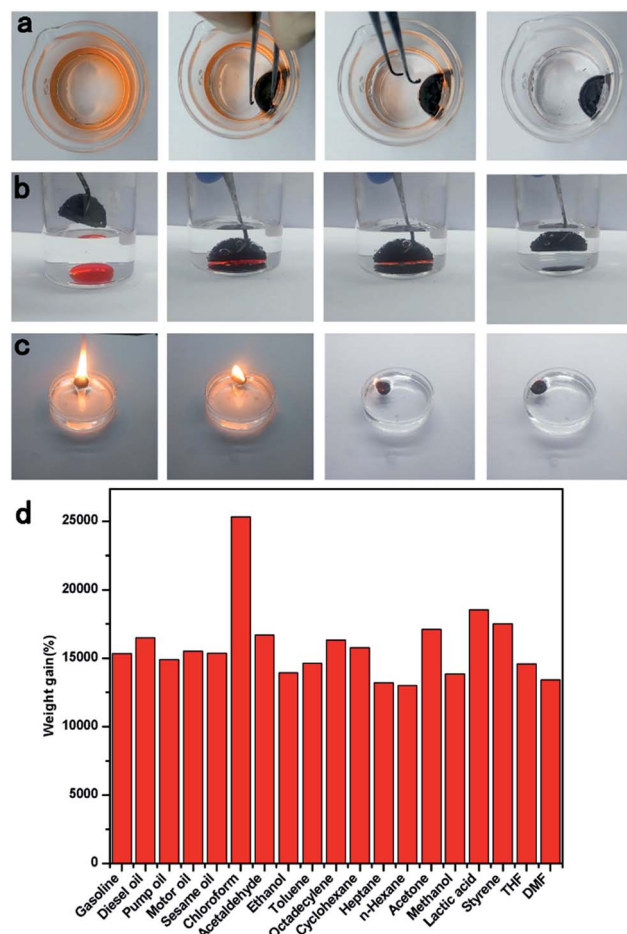 a
b
c
d
25000
20000
15000
10000
5000
0
Weight gain(%)
Gasoline
Diesel oil
Pump oil
Motor oil
Sesame oil
Chloroform
Acetaldehyde
Ethanol
Toluene
Octadecylene
Cyclohexane
Heptane
n-Hexane
Acetone
Methanol
Lactic acid
Styrene
THF
DMF